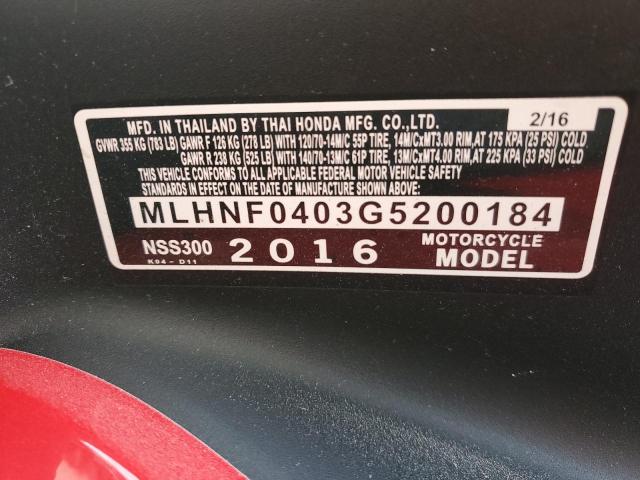 MFD. IN THAILAND BY THAI HONDA MFG. CO.,LTD. 2/16
GVWR 355 KG (783 LB) GAWR F 126 KG (278 LB) WITH 120/70-14M/C 55P TIRE, 14M/CxMT3.00 RIM,AT 175 KPA (25 PSI) COLD
GAWR R 238 KG (525 LB) WITH 140/70-13M/C 61P TIRE, 13M/CxMT4.00 RIM,AT 225 KPA (33 PSI) COLD
THIS VEHICLE CONFORMS TO ALL APPLICABLE FEDERAL MOTOR VEHICLE SAFETY
STANDARDS IN EFFECT ON THE DATE OF MANUFACTURE SHOWN ABOVE.
MLHNF0403G5200184
NSS300 2016 MOTORCYCLE
K04-D11 MODEL